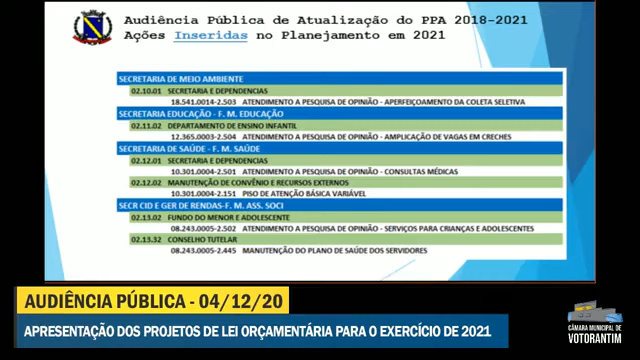 Audiência Pública de Atualização do PPA 2018-2021
Ações Inseridas no Planejamento em 2021
SECRETARIA DE MEIO AMBIENTE
02.10.01 SECRETARIA E DEPENDENCIAS
18.541.0014-2.503 ATENDIMENTO A PESQUISA DE OPINIÃO - APERFEIÇOAMENTO DA COLETA SELETIVA
SECRETARIA EDUCAÇÃO - F. M. EDUCAÇÃO
02.11.02 DEPARTAMENTO DE ENSINO INFANTIL
12.365.0003-2.504 ATENDIMENTO A PESQUISA DE OPINIÃO - AMPLICAÇÃO DE VAGAS EM CRECHES
SECRETARIA DE SAÚDE - F. M. SAÚDE
02.12.01 SECRETARIA E DEPENDENCIAS
10.301.0004-2.501 ATENDIMENTO A PESQUISA DE OPINIÃO - CONSULTAS MÉDICAS
02.12.02 MANUTENÇÃO DE CONVÊNIO E RECURSOS EXTERNOS
10.301.0004-2.151 PISO DE ATENÇÃO BÁSICA VARIÁVEL
SECR CID E GER DE RENDAS-F. M. ASS. SOCI
02.13.02 FUNDO DO MENOR E ADOLESCENTE
08.243.0005-2.502 ATENDIMENTO A PESQUISA DE OPINIÃO - SERVIÇOS PARA CRIANÇAS E ADOLESCENTES
02.13.32 CONSELHO TUTELAR
08.243.0005-2.445 MANUTENÇÃO DO PLANO DE SAÚDE DOS SERVIDORES
AUDIÊNCIA PÚBLICA - 04/12/20
APRESENTAÇÃO DOS PROJETOS DE LEI ORÇAMENTÁRIA PARA O EXERCÍCIO DE 2021
CÂMARA MUNICIPAL DE
VOTORANTIM